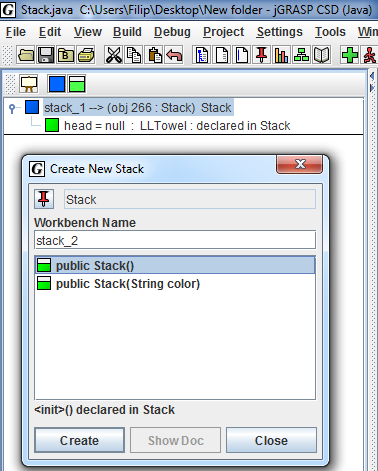 G Stack.java C:\Users\Filip\Desktop\New folder - jGRASP CSD (Java)
File Edit View Build Project Settings Tools Win
stack_1 --> (obj 266 : Stack) Stack
head = null : LLTowel : declared in Stack
G Create New Stack
Stack
Workbench Name
stack_2
public Stack()
public Stack(String color)
<init>() declared in Stack
Create Show Doc Close